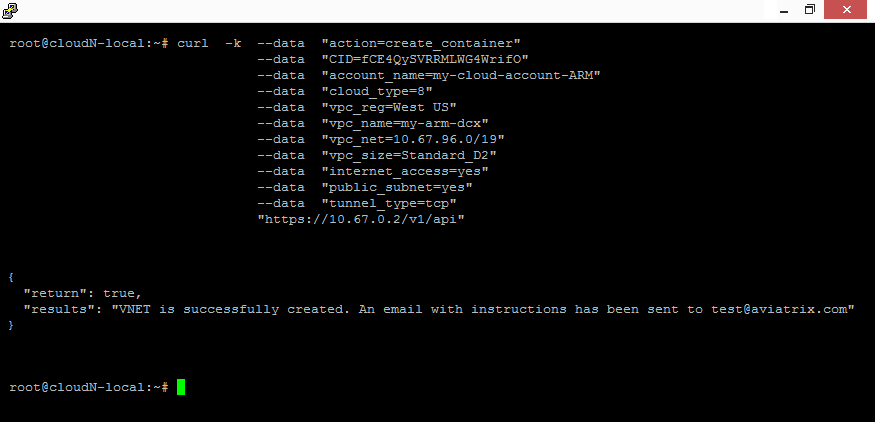 root@cloudN-local:~# curl -k --data "action=create_container"
--data "CID=fCE4QySVRRMLWG4WrifO"
--data "account_name=my-cloud-account-ARM"
--data "cloud_type=8"
--data "vpc_reg=West US"
--data "vpc_name=my-arm-dcx"
--data "vpc_net=10.67.96.0/19"
--data "vpc_size=Standard_D2"
--data "internet_access=yes"
--data "public_subnet=yes"
--data "tunnel_type=tcp"
"https://10.67.0.2/v1/api"
{
"return": true,
"results": "VNET is successfully created. An email with instructions has been sent to test@aviatrix.com"
}
root@cloudN-local:~#